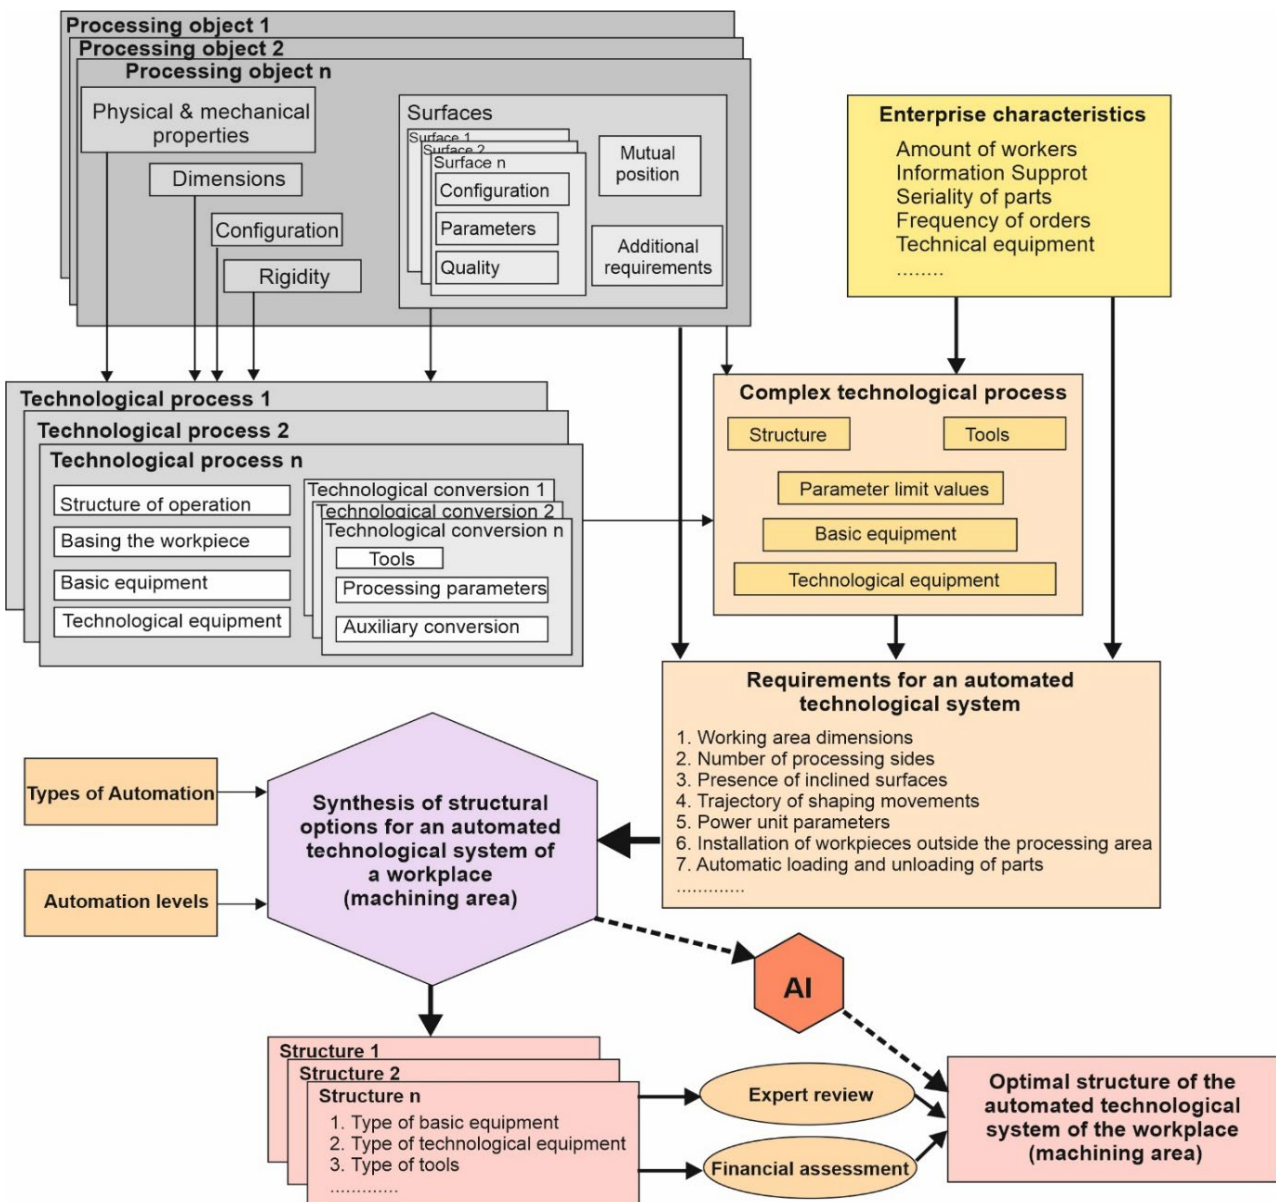 Processing object 1
Processing object 2
Processing object n
Physical & mechanical
properties
Dimensions
Configuration
Rigidity
Surfaces
Surface 1
Surface 2
Surface n
Configuration
Parameters
Quality
Mutual
position
Additional
requirements
Enterprise characteristics
Amount of workers
Information Supprot
Seriality of parts
Frequency of orders
Technical equipment
........
Technological process 1
Technological process 2
Technological process n
Structure of operation
Basing the workpiece
Basic equipment
Technological equipment
Technological conversion 1
Technological conversion 2
Technological conversion n
Tools
Processing parameters
Auxiliary conversion
Complex technological process
Structure
Tools
Parameter limit values
Basic equipment
Technological equipment
Requirements for an automated
technological system
1. Working area dimensions
2. Number of processing sides
3. Presence of inclined surfaces
4. Trajectory of shaping movements
5. Power unit parameters
6. Installation of workpieces outside the processing area
7. Automatic loading and unloading of parts
.............
Types of Automation
Automation levels
Synthesis of structural
options for an automated
technological system of
a workplace
(machining area)
AI
Structure 1
Structure 2
Structure n
1. Type of basic equipment
2. Type of technological equipment
3. Type of tools
.............
Expert review
Financial assessment
Optimal structure of the
automated technological
system of the workplace
(machining area)